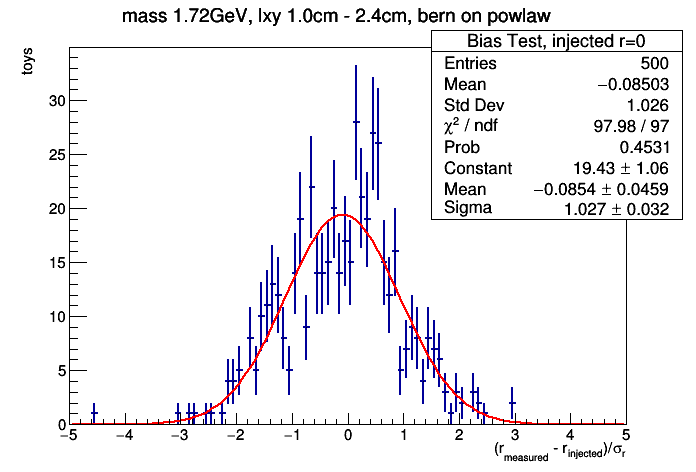 mass 1.72GeV, lxy 1.0cm - 2.4cm, bern on powlaw
toys
Bias Test, injected r=0
Entries 500
Mean −0.08503
Std Dev 1.026
χ² / ndf 97.98 / 97
Prob 0.4531
Constant 19.43 ± 1.06
Mean −0.0854 ± 0.0459
Sigma 1.027 ± 0.032
30
25
20
15
10
5
0
−5 −4 −3 −2 −1 0 1 2 3 4 5
(r_measured - r_injected)/σ_r